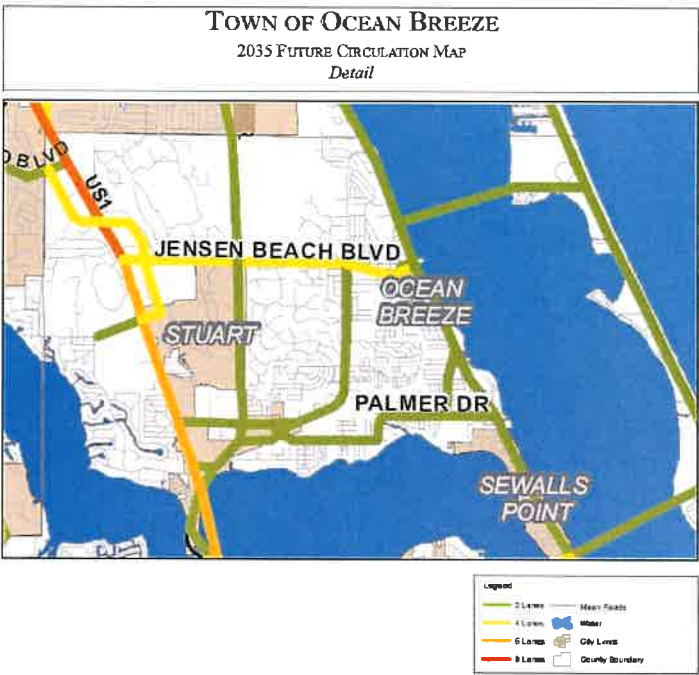 TOWN OF OCEAN BREEZE
2035 FUTURE CIRCULATION MAP
Detail
D BLVD
US1
JENSEN BEACH BLVD
OCEAN
BREEZE
STUART
PALMER DR
SEWALLS
POINT
Legend
2 Lanes
Roads
4 Lanes
Water
6 Lanes
City Limits
8 Lanes
County Boundary